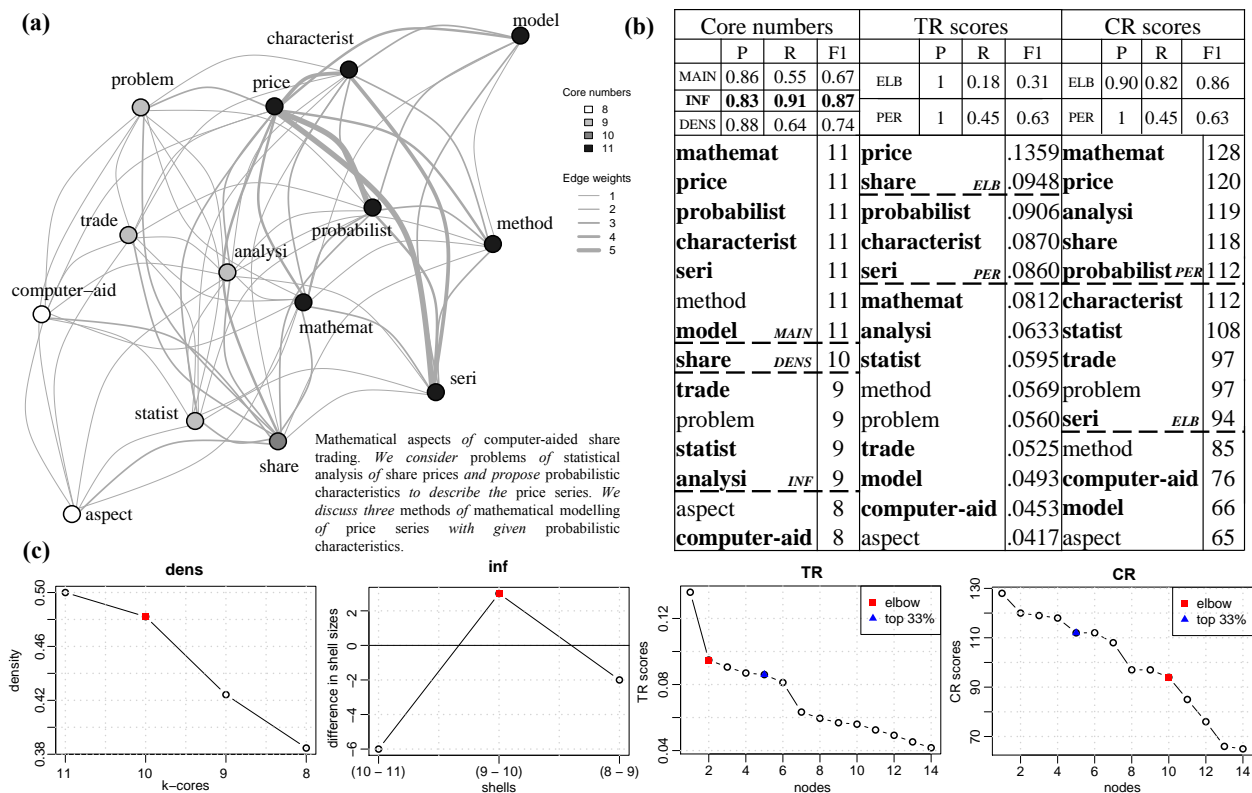 (a)
model
characterist
problem
price
Core numbers
8
9
10
11
Edge weights
1
2
3
4
5
trade
probabilist
method
analysi
computer−aid
mathemat
seri
statist
share
aspect
Mathematical aspects of computer-aided share
trading. We consider problems of statistical
analysis of share prices and propose probabilistic
characteristics to describe the price series. We
discuss three methods of mathematical modelling
of price series with given probabilistic
characteristics.
(b)
Core numbers TR scores CR scores
P R F1 P R F1 P R F1
MAIN 0.86 0.55 0.67
INF 0.83 0.91 0.87
DENS 0.88 0.64 0.74
ELB 1 0.18 0.31
PER 1 0.45 0.63
ELB 0.90 0.82 0.86
PER 1 0.45 0.63
mathemat 11 price .1359 mathemat 128
price 11 share ELB .0948 price 120
probabilist 11 probabilist .0906 analysi 119
characterist 11 characterist .0870 share 118
seri 11 seri PER .0860 probabilist PER 112
method 11 mathemat .0812 characterist 112
model MAIN 11 analysi .0633 statist 108
share DENS 10 statist .0595 trade 97
trade 9 method .0569 problem 97
problem 9 problem .0560 seri ELB 94
statist 9 trade .0525 method 85
analysi INF 9 model .0493 computer-aid 76
aspect 8 computer-aid .0453 model 66
computer-aid 8 aspect .0417 aspect 65
(c)
dens
density
0.50
0.46
0.42
0.38
11 10 9 8
k−cores
inf
difference in shell sizes
2
0
−2
−4
−6
(10 − 11) (9 − 10) (8 − 9)
shells
TR
elbow
top 33%
TR scores
0.12
0.08
0.04
2 4 6 8 10 12 14
nodes
CR
elbow
top 33%
CR scores
130
110
90
70
2 4 6 8 10 12 14
nodes